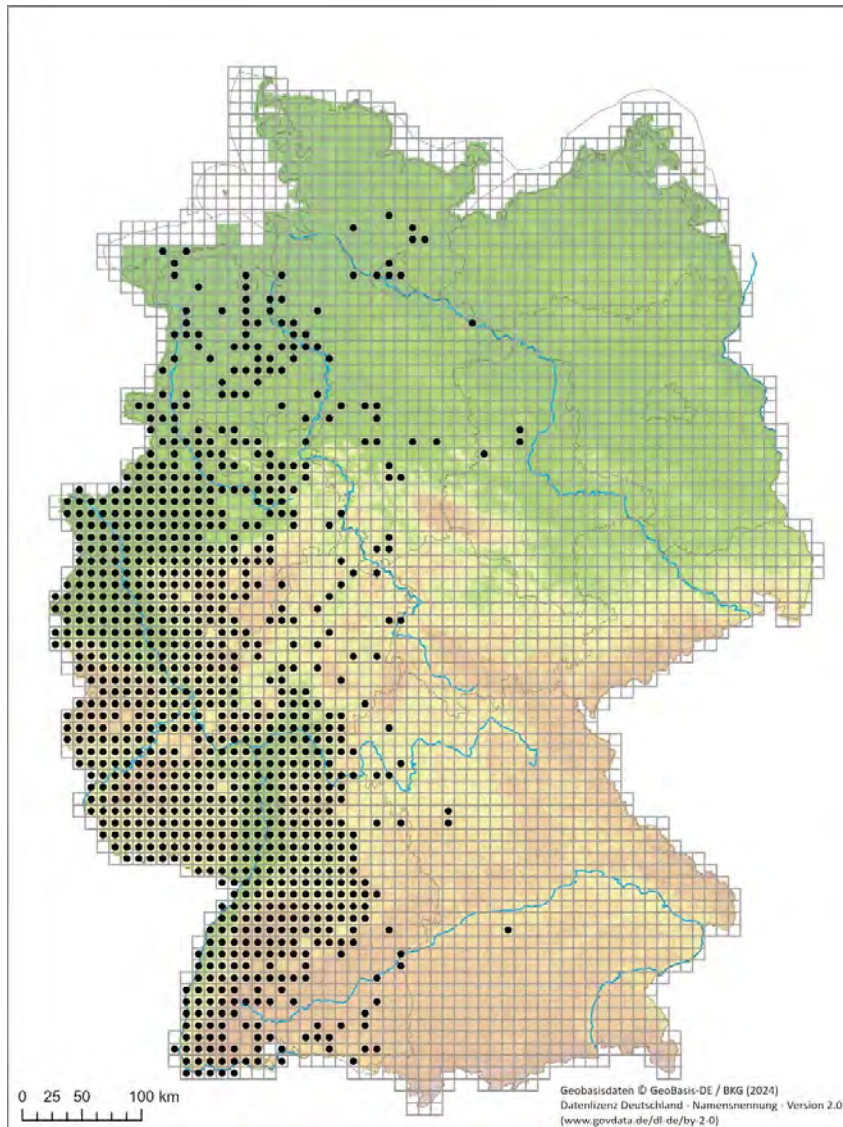 0 25 50 100 km
Geobasisdaten © GeoBasis-DE / BKG (2024)
Datenlizenz Deutschland - Namensnennung - Version 2.0
(www.govdata.de/dl-de/by-2-0)